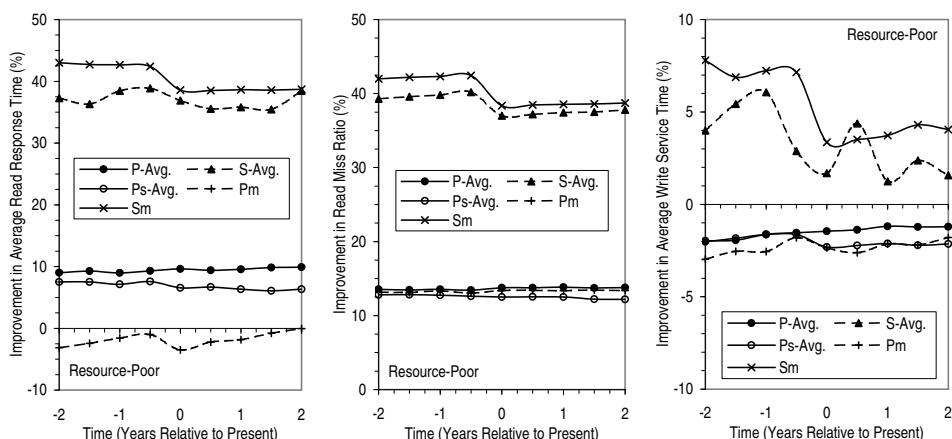 Improvement in Average Read Response Time (%)
50
40
30
20
10
0
-10
P-Avg. S-Avg.
Ps-Avg. Pm
Sm
Resource-Poor
-2 -1 0 1 2
Time (Years Relative to Present)
Improvement in Read Miss Ratio (%)
50
40
30
20
10
0
P-Avg. S-Avg.
Ps-Avg. Pm
Sm
Resource-Poor
-2 -1 0 1 2
Time (Years Relative to Present)
Improvement in Average Write Service Time (%)
10
5
0
-5
-10
Resource-Poor
P-Avg. S-Avg.
Ps-Avg. Pm
Sm
-2 -1 0 1 2
Time (Years Relative to Present)